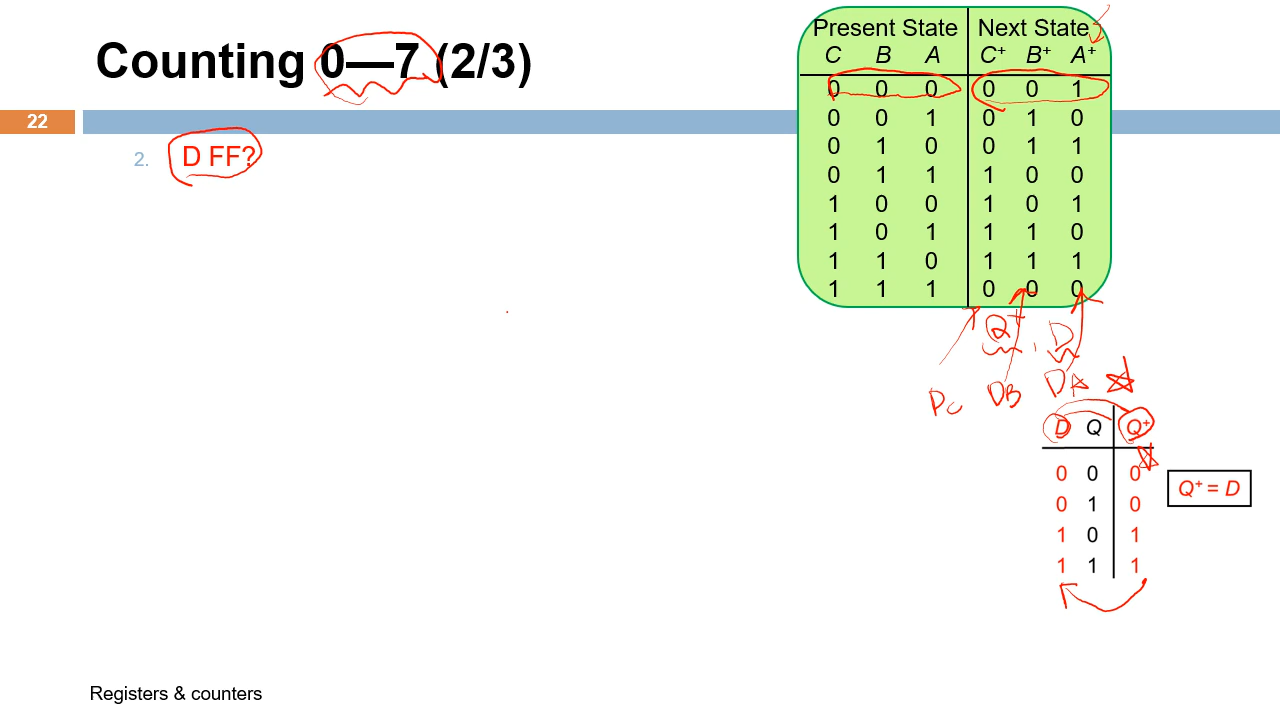 Counting 0—7 (2/3)
22
2. D FF?
Present State Next State
C B A C⁺ B⁺ A⁺
0 0 0 0 0 1
0 0 1 0 1 0
0 1 0 0 1 1
0 1 1 1 0 0
1 0 0 1 0 1
1 0 1 1 1 0
1 1 0 1 1 1
1 1 1 0 0 0
Q⁺ , D
DC DB DA
D Q Q⁺
0 0 0
0 1 0
1 0 1
1 1 1
Q⁺ = D
Registers & counters